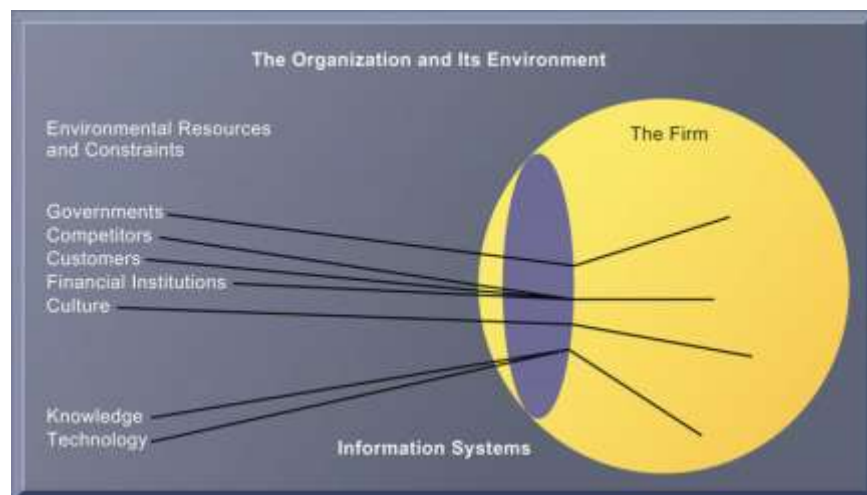 The Organization and Its Environment
Environmental Resources
and Constraints
The Firm
Governments
Competitors
Customers
Financial Institutions
Culture
Knowledge
Technology
Information Systems